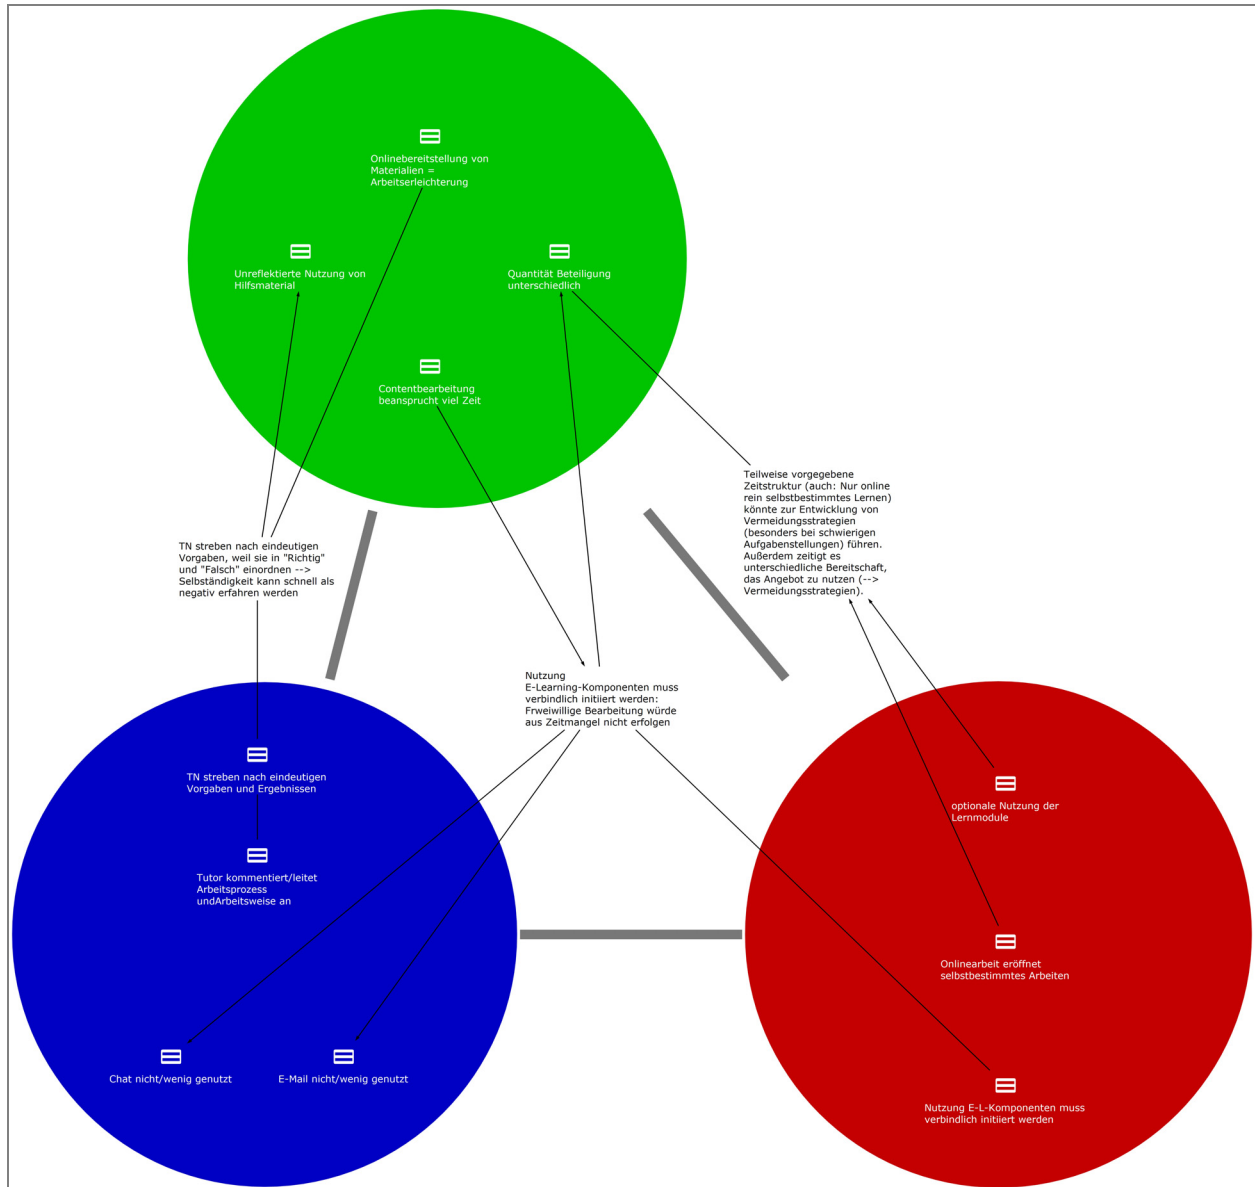 Onlinebereitstellung von
Materialien =
Arbeitserleichterung
Unreflektierte Nutzung von
Hilfsmaterial
Quantität Beteiligung
unterschiedlich
Contentbearbeitung
beansprucht viel Zeit
Teilweise vorgegebene
Zeitstruktur (auch: Nur online
rein selbstbestimmtes Lernen)
könnte zur Entwicklung von
Vermeidungsstrategien
(besonders bei schwierigen
Aufgabenstellungen) führen.
Außerdem zeitigt es
unterschiedliche Bereitschaft,
das Angebot zu nutzen (-->
Vermeidungsstrategien).
TN streben nach eindeutigen
Vorgaben, weil sie in "Richtig"
und "Falsch" einordnen -->
Selbständigkeit kann schnell als
negativ erfahren werden
Nutzung
E-Learning-Komponenten muss
verbindlich initiiert werden:
Frweiwillige Bearbeitung würde
aus Zeitmangel nicht erfolgen
TN streben nach eindeutigen
Vorgaben und Ergebnissen
Tutor kommentiert/leitet
Arbeitsprozess
undArbeitsweise an
Chat nicht/wenig genutzt
E-Mail nicht/wenig genutzt
optionale Nutzung der
Lernmodule
Onlinearbeit eröffnet
selbstbestimmtes Arbeiten
Nutzung E-L-Komponenten muss
verbindlich initiiert werden